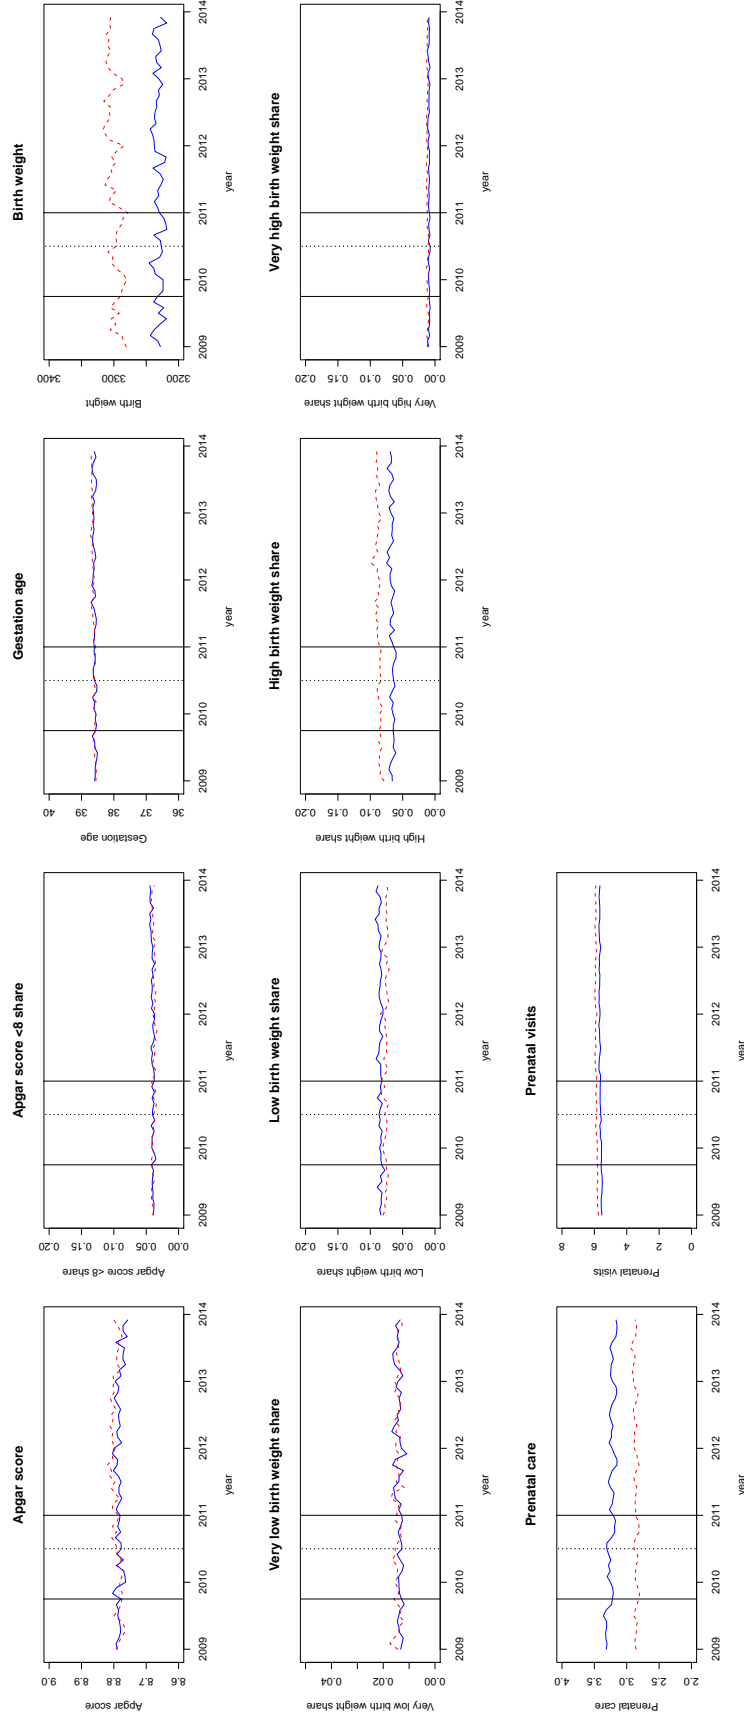 Apgar score
Apgar score
9.0
8.9
8.8
8.7
8.6
2009 2010 2011 2012 2013 2014
year
Apgar score <8 share
Apgar score <8 share
0.20
0.15
0.10
0.05
0.00
2009 2010 2011 2012 2013 2014
year
Gestation age
Gestation age
40
39
38
37
36
2009 2010 2011 2012 2013 2014
year
Birth weight
Birth weight
3400
3300
3200
2009 2010 2011 2012 2013 2014
year
Very low birth weight share
Very low birth weight share
0.04
0.02
0.00
2009 2010 2011 2012 2013 2014
year
Low birth weight share
Low birth weight share
0.20
0.15
0.10
0.05
0.00
2009 2010 2011 2012 2013 2014
year
High birth weight share
High birth weight share
0.20
0.15
0.10
0.05
0.00
2009 2010 2011 2012 2013 2014
year
Very high birth weight share
Very high birth weight share
0.20
0.15
0.10
0.05
0.00
2009 2010 2011 2012 2013 2014
year
Prenatal care
Prenatal care
4.0
3.5
3.0
2.5
2.0
2009 2010 2011 2012 2013 2014
year
Prenatal visits
Prenatal visits
8
6
4
2
0
2009 2010 2011 2012 2013 2014
year